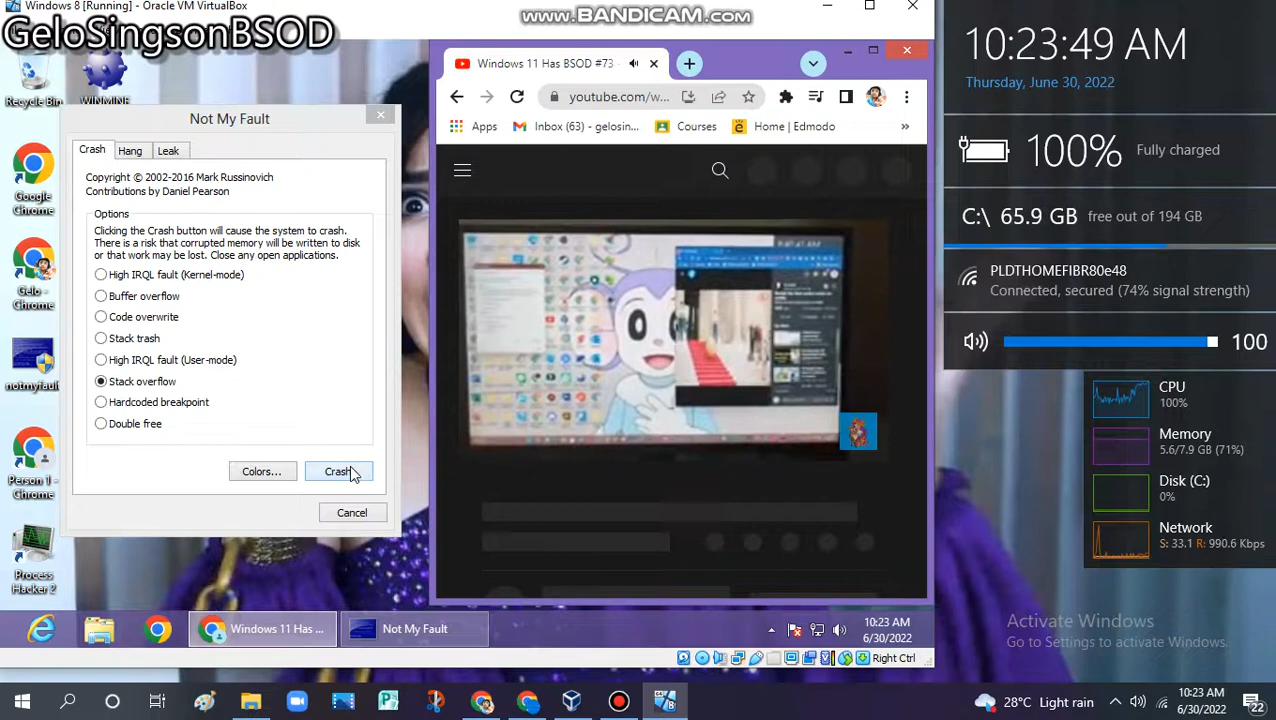 Windows 8 [Running] - Oracle VM VirtualBox
www.BANDICAM.com
GeloSingsonBSOD
Recycle Bin
WINMINE
Google
Chrome
Gelo -
Chrome
notmyfault
Person 1 -
Chrome
Process
Hacker 2
Not My Fault
Crash
Hang
Leak
Copyright © 2002-2016 Mark Russinovich
Contributions by Daniel Pearson
Options
Clicking the Crash button will cause the system to crash.
There is a risk that corrupted memory will be written to disk
or that work may be lost. Close any open applications.
High IRQL fault (Kernel-mode)
Buffer overflow
Code overwrite
Stack trash
High IRQL fault (User-mode)
Stack overflow
Hardcoded breakpoint
Double free
Colors...
Crash
Cancel
Windows 11 Has BSOD #73 -
youtube.com/w...
Apps
Inbox (63) - gelosin...
Courses
Home | Edmodo
»
10:23:49 AM
Thursday, June 30, 2022
100%
Fully charged
C:\ 65.9 GB free out of 194 GB
PLDTHOMEFIBR80e48
Connected, secured (74% signal strength)
100
CPU
100%
Memory
5.6/7.9 GB (71%)
Disk (C:)
0%
Network
S: 33.1 R: 990.6 Kbps
Activate Windows
Go to Settings to activate Windows.
Windows 11 Has ...
Not My Fault
10:23 AM
6/30/2022
Right Ctrl
28°C Light rain
10:23 AM
6/30/2022
22